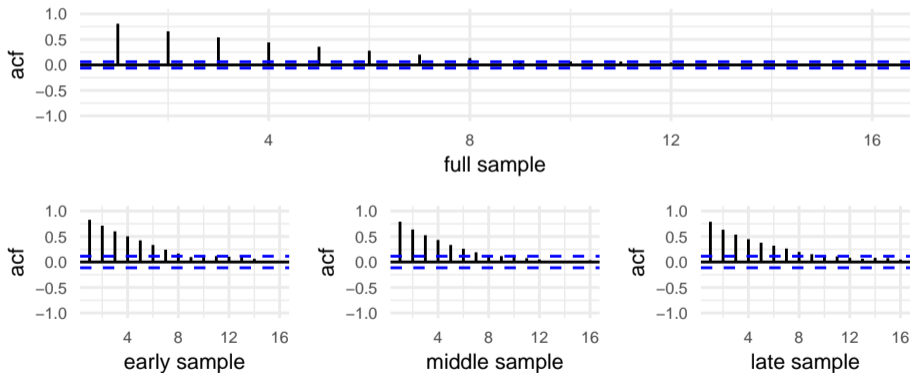 1.0
0.5
acf
0.0
−0.5
−1.0
4 8 12 16
full sample
1.0 1.0 1.0
0.5 0.5 0.5
acf acf acf
0.0 0.0 0.0
−0.5 −0.5 −0.5
−1.0 −1.0 −1.0
4 8 12 16 4 8 12 16 4 8 12 16
early sample middle sample late sample